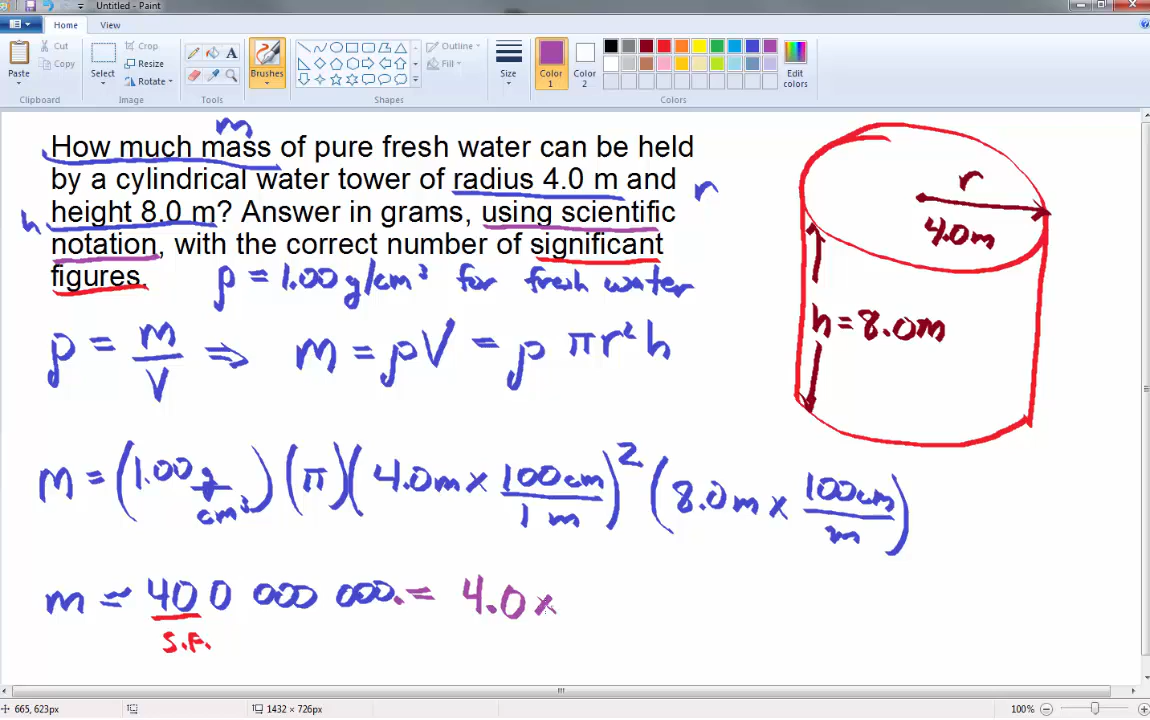 Untitled - Paint
Home View
Paste Cut Copy Select Crop Resize Rotate A Brushes Outline Fill Size Color 1 Color 2 Edit colors
Clipboard Image Tools Shapes Colors
m
How much mass of pure fresh water can be held
by a cylindrical water tower of radius 4.0 m and r
h height 8.0 m? Answer in grams, using scientific
notation, with the correct number of significant
figures. ρ = 1.00 g/cm³ for fresh water
r
4.0m
h = 8.0m
ρ = m/V ⇒ m = ρV = ρ πr²h
m = (1.00 g/cm³)(π)(4.0m × 100cm/1m)² (8.0m × 100cm/m)
m ≈ 400 000 000. = 4.0 ×
S.F.
665, 623px 1432 × 726px 100%